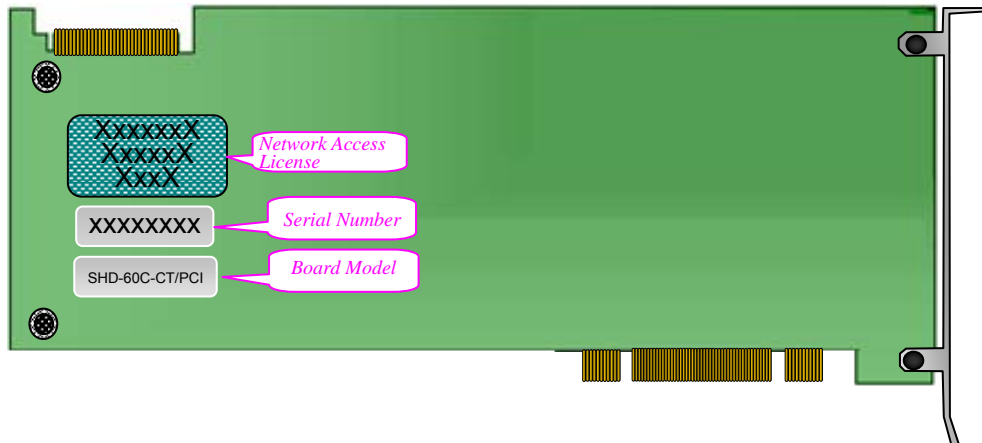 XxxxxxX
XxxxxX
XxxX
Network Access
License
XXXXXXXX
Serial Number
SHD-60C-CT/PCI
Board Model